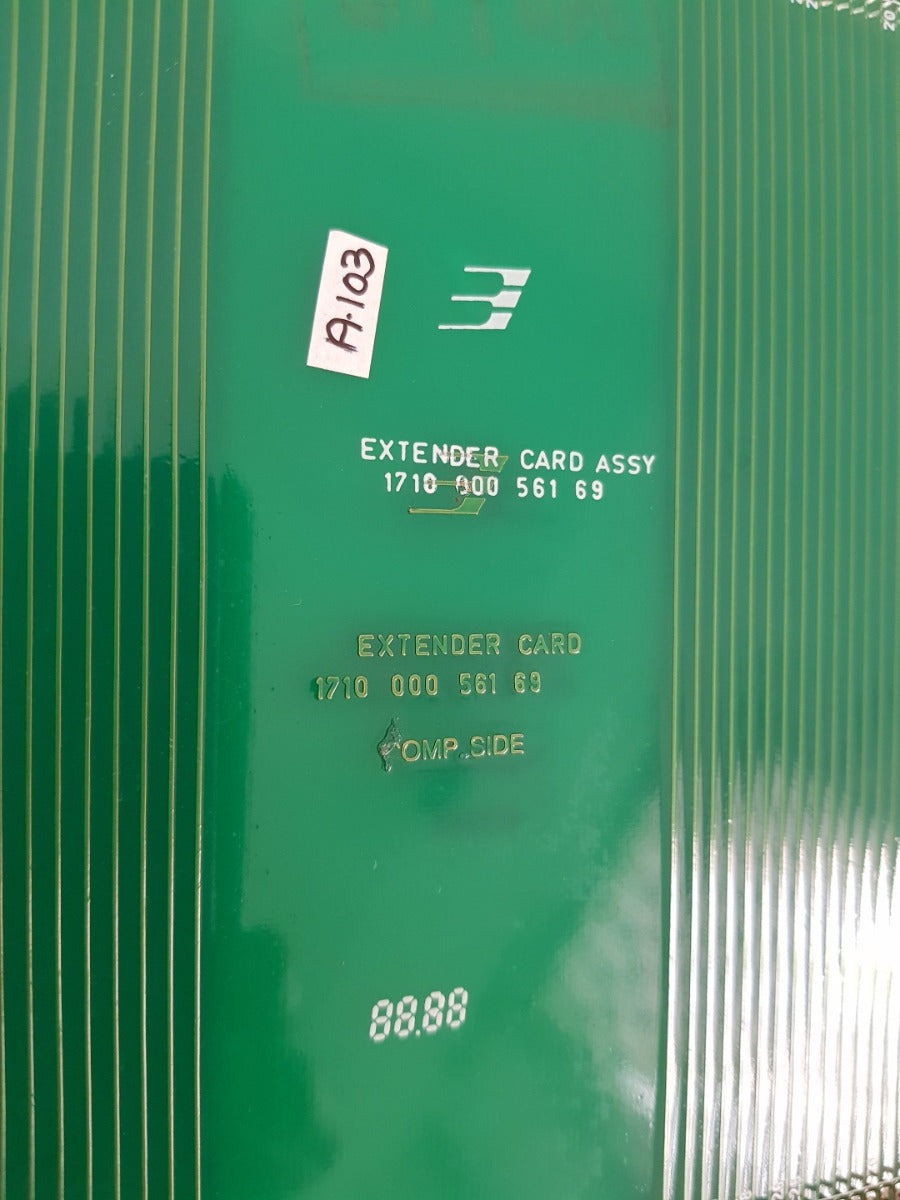 A.103
EXTENDER CARD ASSY
1710 000 561 69
EXTENDER CARD
1710 000 561 69
OMP SIDE
88.88